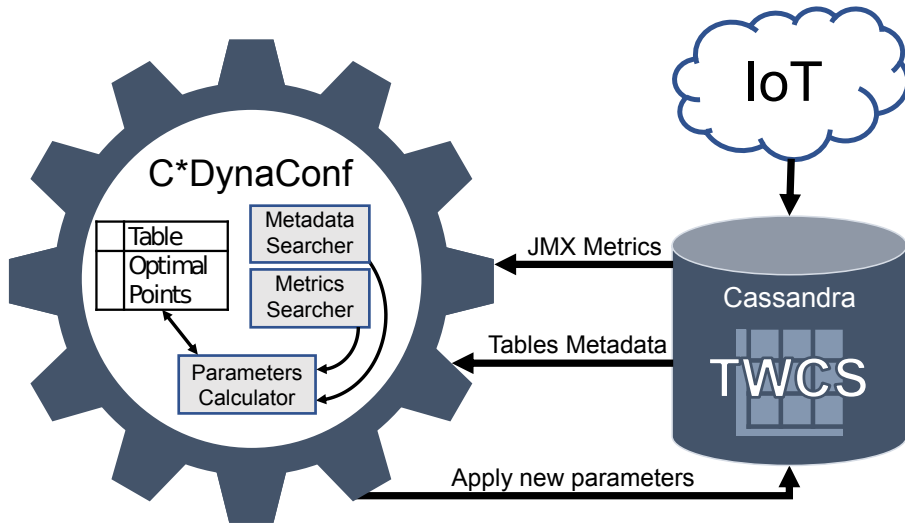 IoT
C*DynaConf
Metadata
Searcher
Table
Optimal
Points
Metrics
Searcher
Parameters
Calculator
JMX Metrics
Tables Metadata
Apply new parameters
Cassandra
TWCS